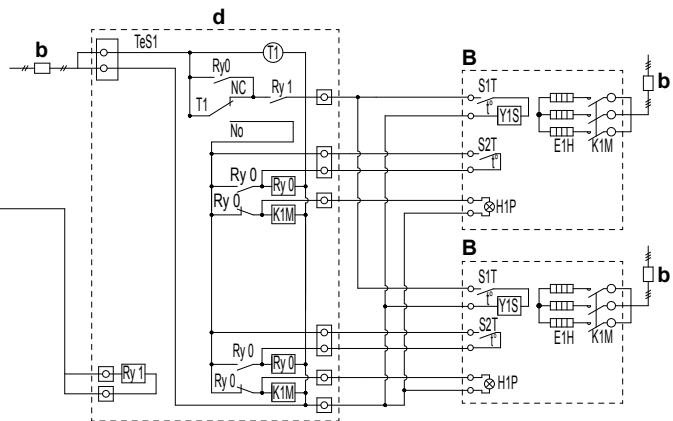 d
b
TeS1
T1
Ry0
NC
Ry 1
T1
No
Ry 0
Ry 0
Ry 0
K1M
Ry 0
Ry 0
Ry 0
K1M
Ry 1
B
S1T
t°
Y1S
S2T
t°
H1P
E1H
K1M
b
B
S1T
t°
Y1S
S2T
t°
H1P
E1H
K1M
b